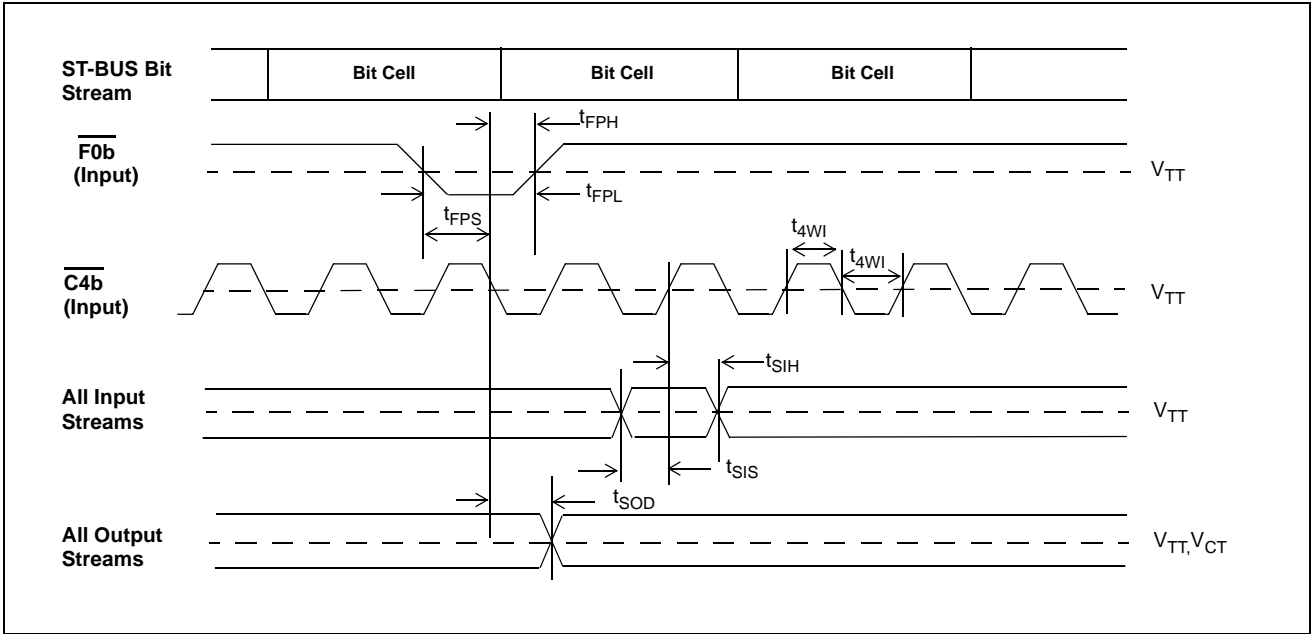 ST-BUS Bit
Stream
Bit Cell
Bit Cell
Bit Cell
tFPH
F0b
(Input)
VTT
tFPL
tFPS
t4WI
t4WI
C4b
(Input)
VTT
tSIH
All Input
Streams
VTT
tSIS
tSOD
All Output
Streams
VTT,VCT